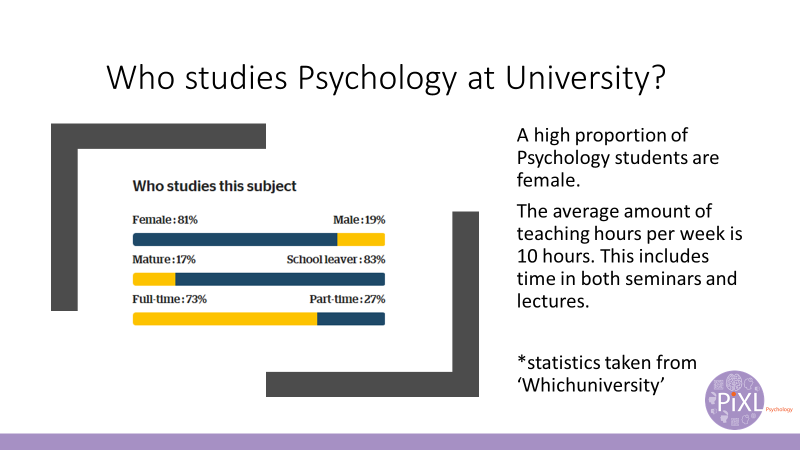 Who studies Psychology at University?
Who studies this subject
Female: 81% Male: 19%
Mature: 17% School leaver: 83%
Full-time: 73% Part-time: 27%
A high proportion of
Psychology students are
female.
The average amount of
teaching hours per week is
10 hours. This includes
time in both seminars and
lectures.
*statistics taken from
‘Whichuniversity’
PiXL
Psychology